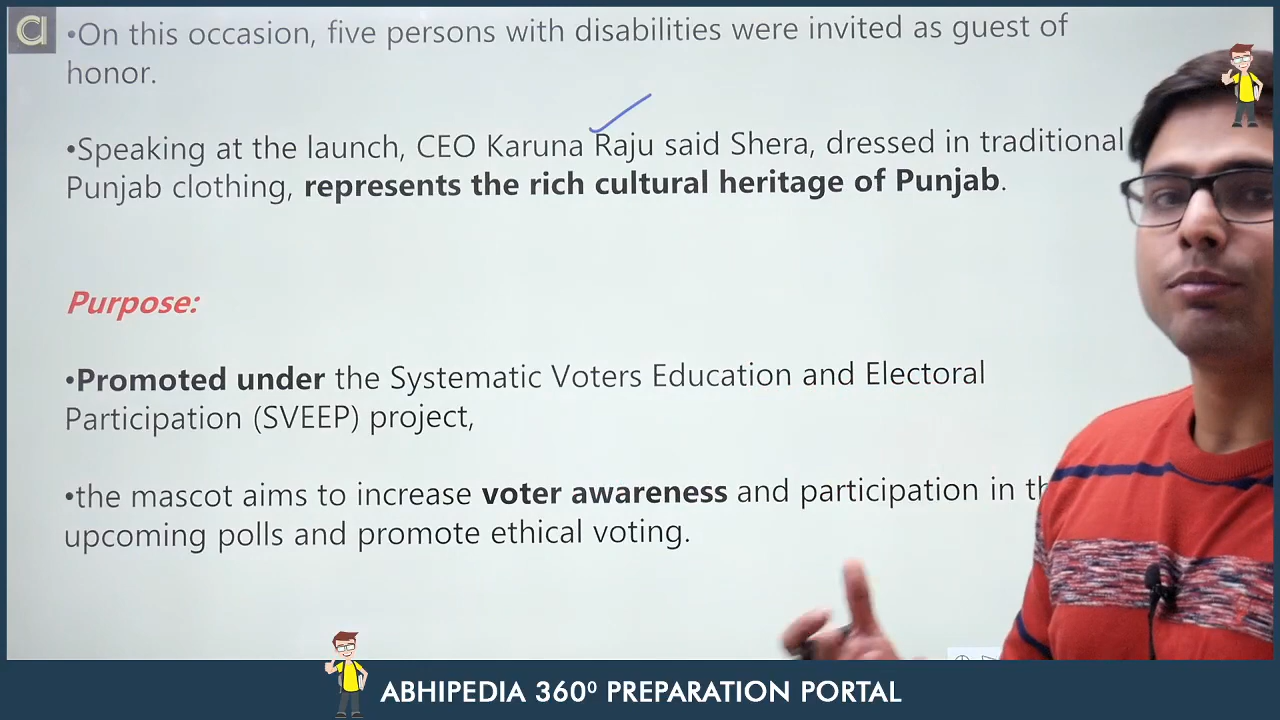 •On this occasion, five persons with disabilities were invited as guest of
honor.
•Speaking at the launch, CEO Karuna Raju said Shera, dressed in traditional
Punjab clothing, represents the rich cultural heritage of Punjab.
Purpose:
•Promoted under the Systematic Voters Education and Electoral
Participation (SVEEP) project,
•the mascot aims to increase voter awareness and participation in
upcoming polls and promote ethical voting.
ABHIPEDIA 360⁰ PREPARATION PORTAL